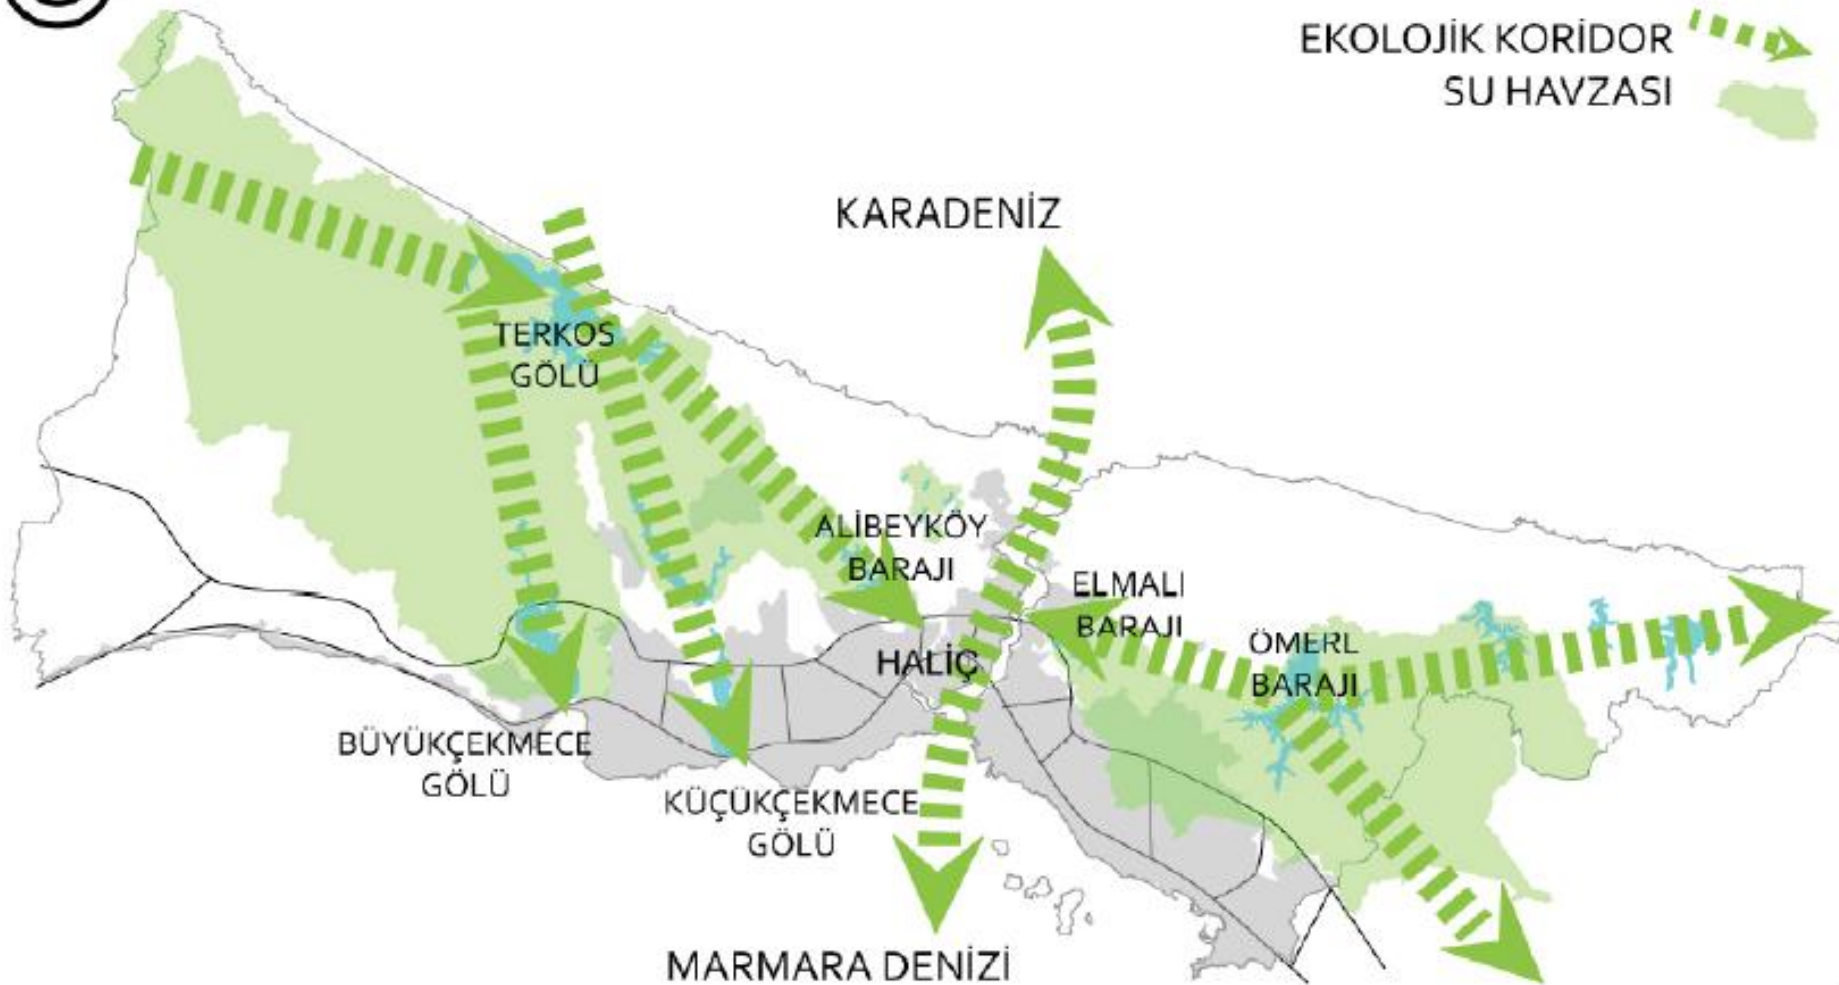 EKOLOJİK KORİDOR
SU HAVZASI
KARADENİZ
TERKOS
GÖLÜ
ALİBEYKÖY
BARAJI
ELMALI
BARAJI
ÖMERL
BARAJI
HALİÇ
BÜYÜKÇEKMECE
GÖLÜ
KÜÇÜKÇEKMECE
GÖLÜ
MARMARA DENİZİ